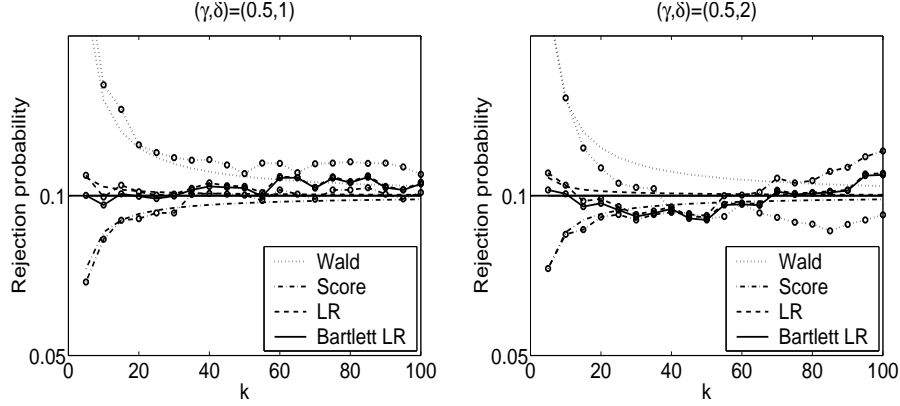 (γ,δ)=(0.5,1)
Rejection probability
0.1
0.05
0
20
40
60
80
100
k
Wald
Score
LR
Bartlett LR
(γ,δ)=(0.5,2)
Rejection probability
0.1
0.05
0
20
40
60
80
100
k
Wald
Score
LR
Bartlett LR